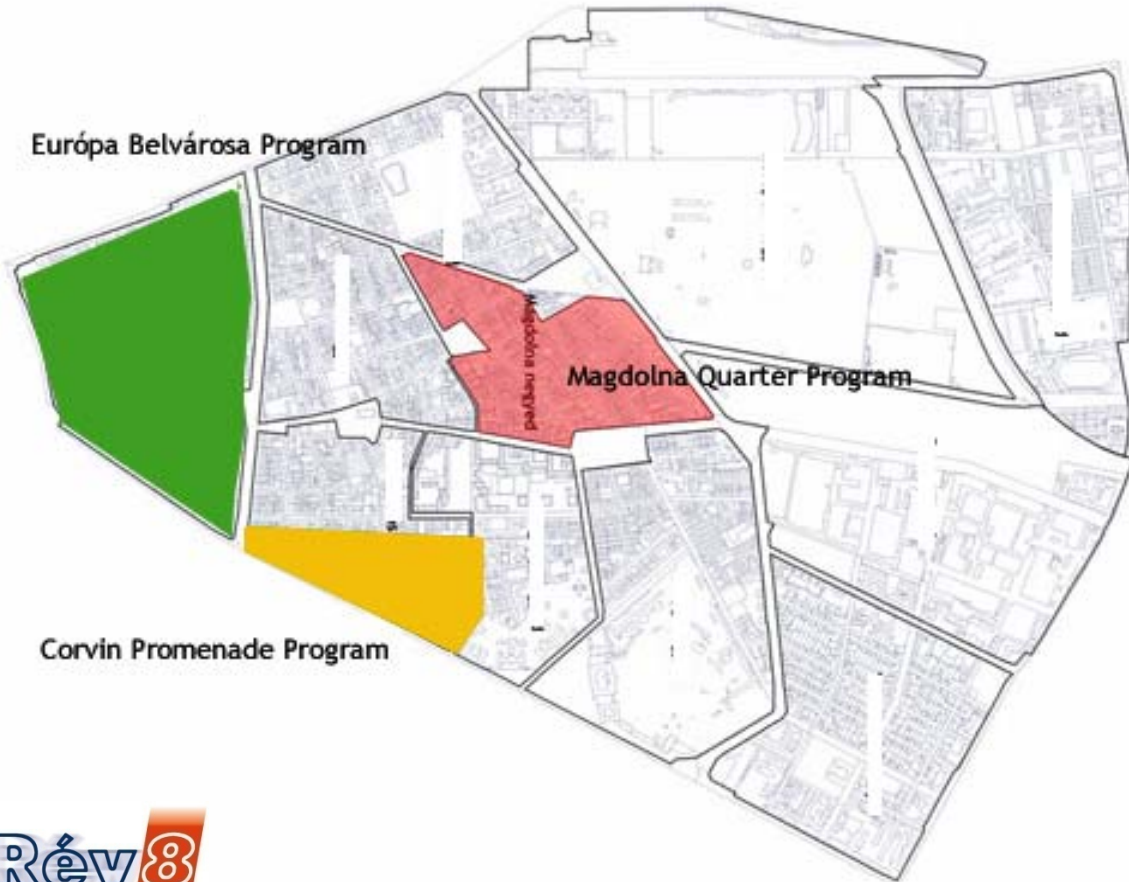 Európa Belvárosa Program
Magdolna negyed
Magdolna Quarter Program
Corvin Promenade Program
Rév8